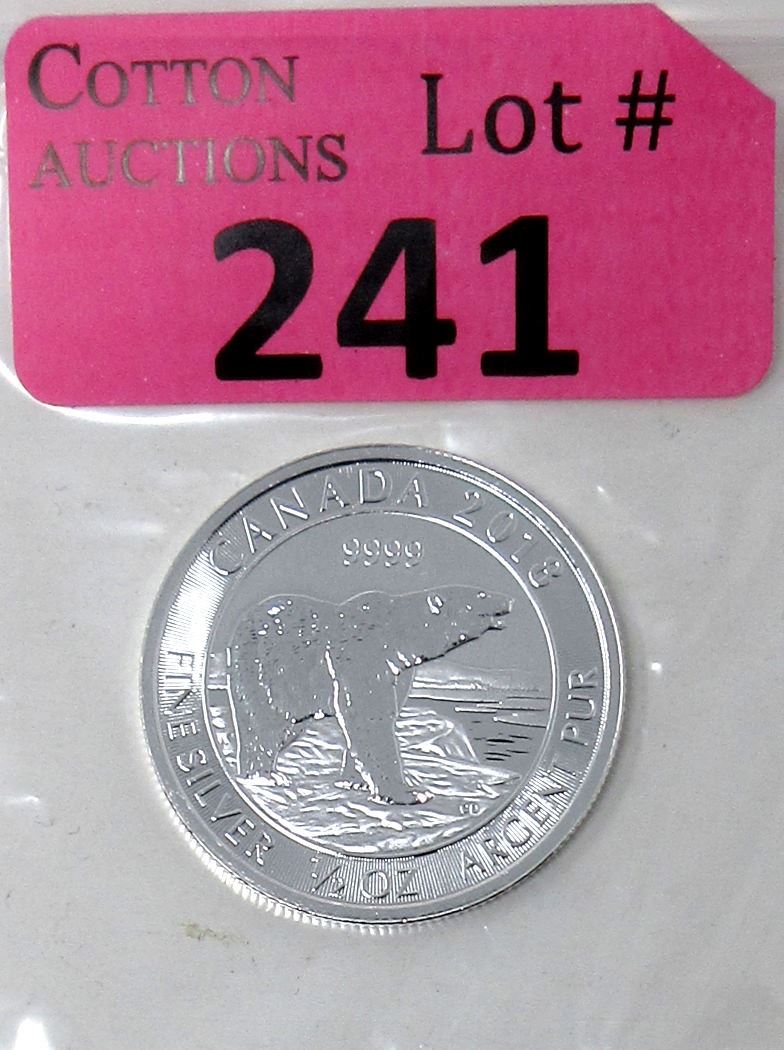 COTTON
AUCTIONS
Lot #
241
CANADA 2018
9999
FINE SILVER 1/2 OZ ARGENT PUR